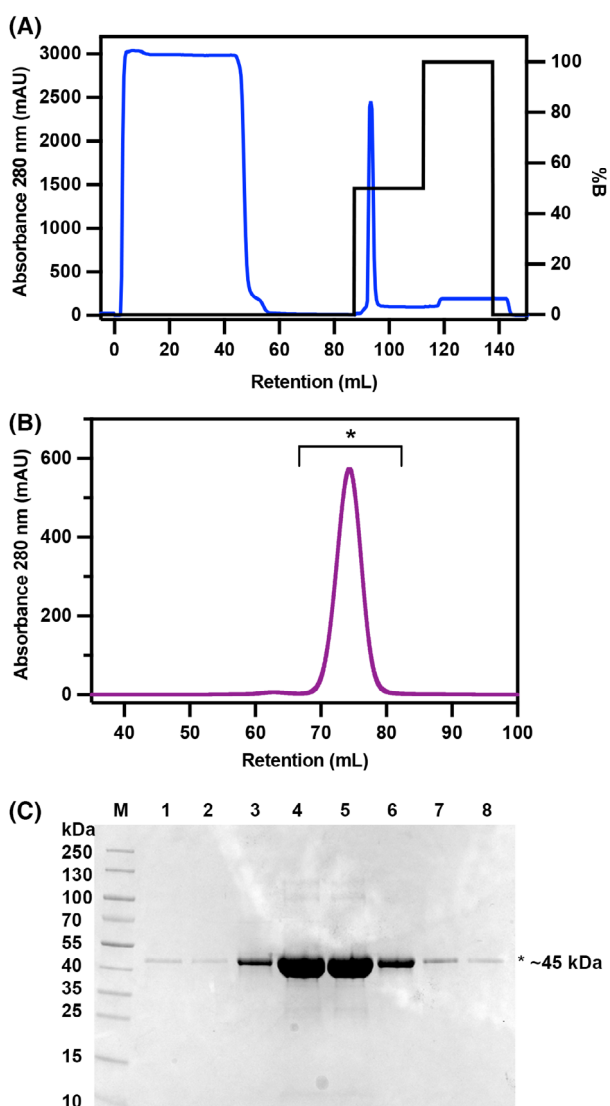 (A)
3000
2500
2000
1500
1000
500
0
Absorbance 280 nm (mAU)
100
80
60
40
20
0
%B
0 20 40 60 80 100 120 140
Retention (mL)
(B)
*
600
400
200
0
Absorbance 280 nm (mAU)
40 50 60 70 80 90 100
Retention (mL)
(C)
M 1 2 3 4 5 6 7 8
kDa
250
130
100
70
55
40
35
25
15
10
* ~45 kDa